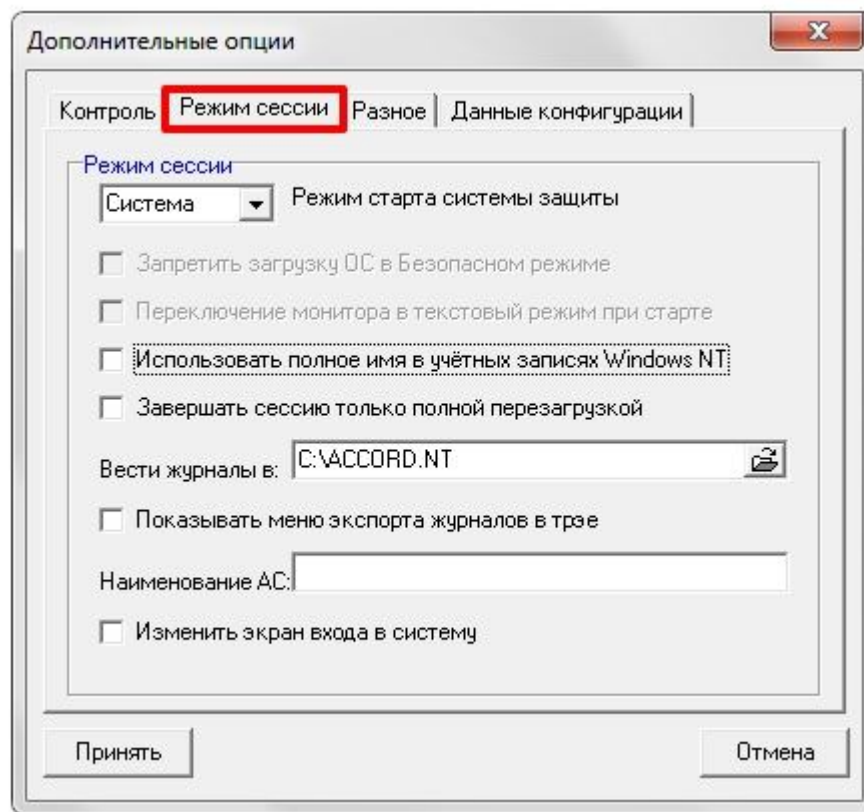 Дополнительные опции
Контроль Режим сессии Разное Данные конфигурации
Режим сессии
Система Режим старта системы защиты
Запретить загрузку ОС в Безопасном режиме
Переключение монитора в текстовый режим при старте
Использовать полное имя в учётных записях Windows NT
Завершать сессию только полной перезагрузкой
Вести журналы в: C:\ACCORD.NT
Показывать меню экспорта журналов в трэе
Наименование АС:
Изменить экран входа в систему
Принять Отмена